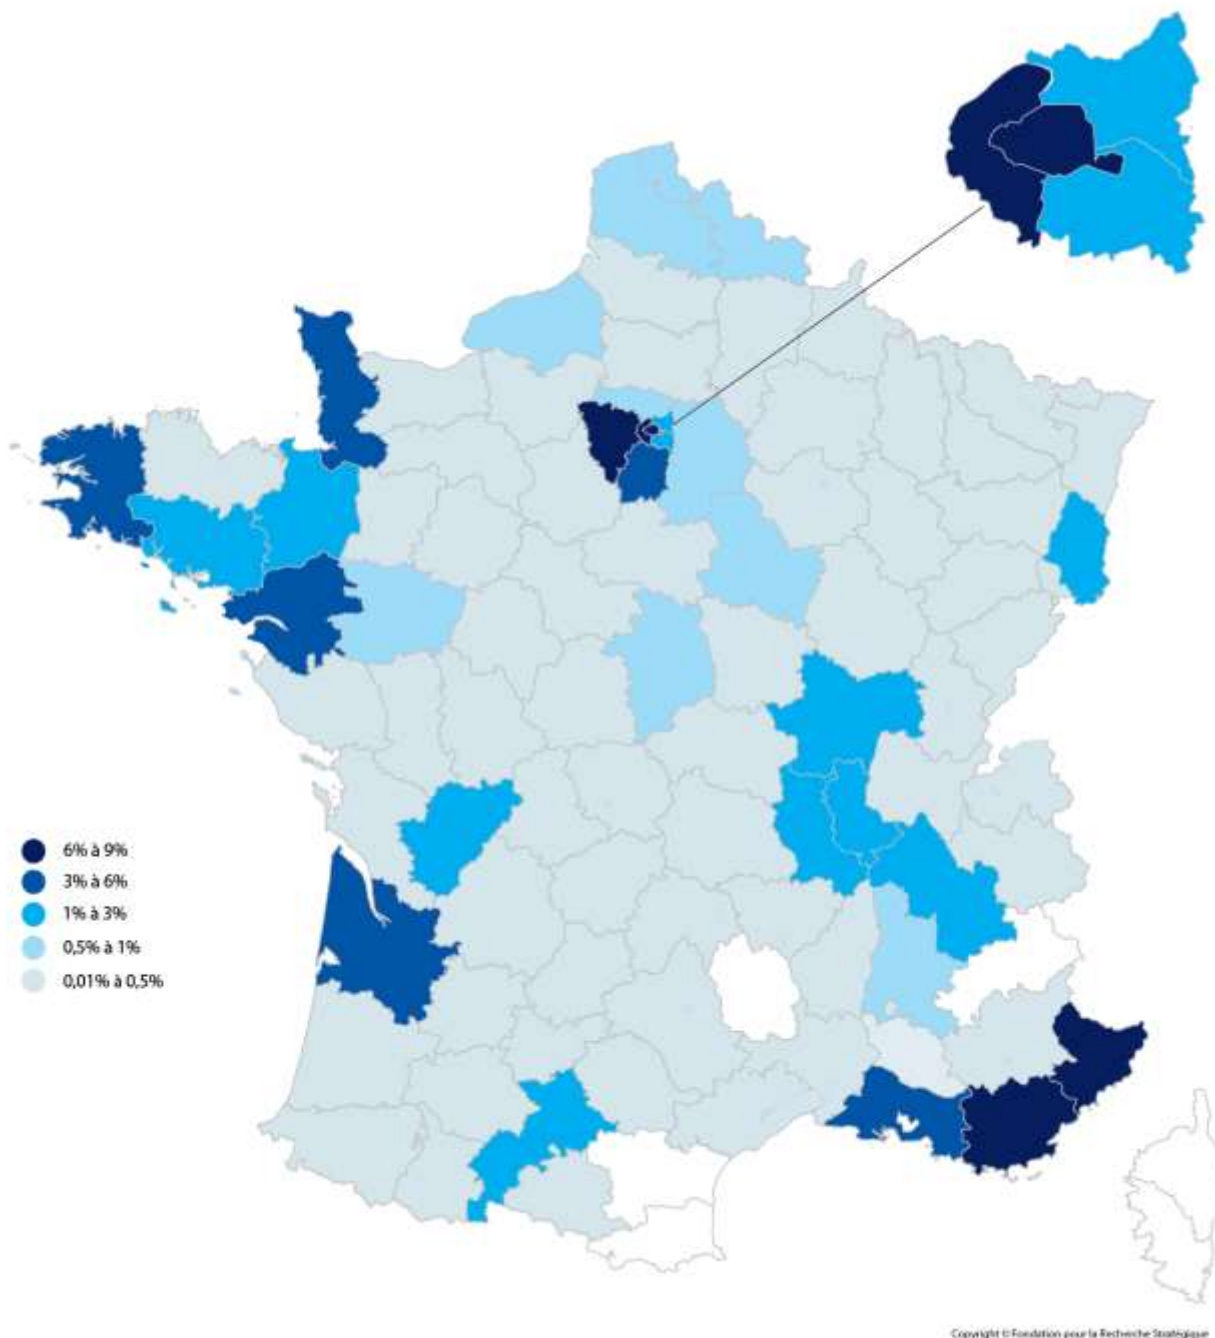 6% à 9%
3% à 6%
1% à 3%
0,5% à 1%
0,01% à 0,5%
Copyright © Fondation pour la Recherche Stratégique